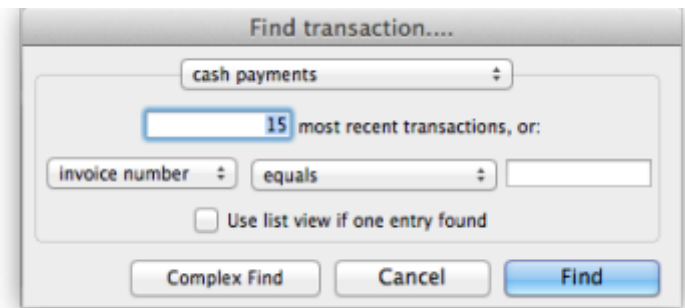 Find transaction....
cash payments
15 most recent transactions, or:
invoice number equals
Use list view if one entry found
Complex Find Cancel Find